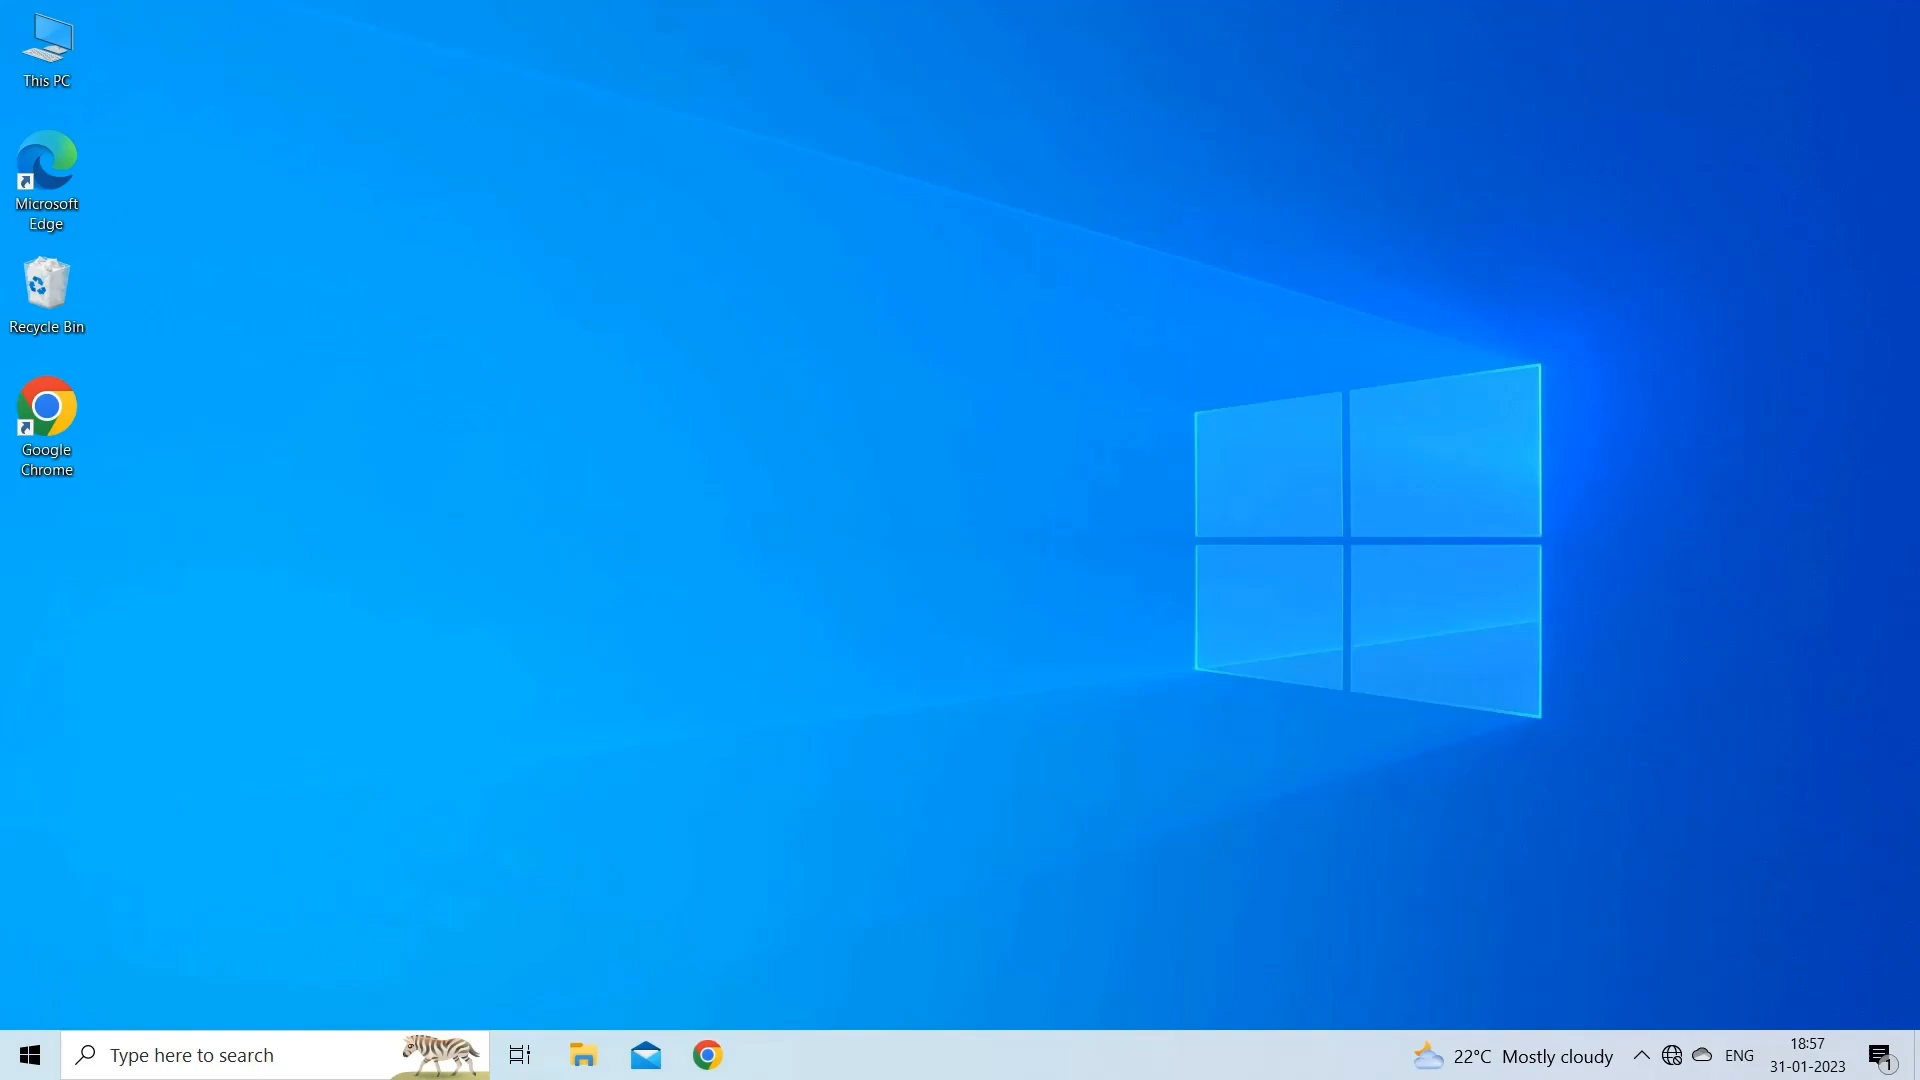 This PC
Microsoft
Edge
Recycle Bin
Google
Chrome
Type here to search
22°C Mostly cloudy
ENG
18:57
31-01-2023
1